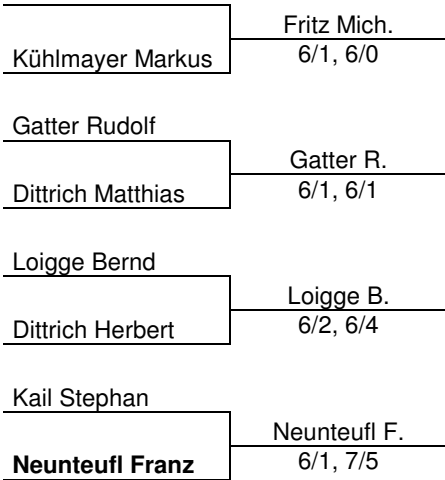 Fritz Mich.
Kühlmayer Markus
6/1, 6/0
Gatter Rudolf
Gatter R.
Dittrich Matthias
6/1, 6/1
Loigge Bernd
Loigge B.
Dittrich Herbert
6/2, 6/4
Kail Stephan
Neunteufl F.
Neunteufl Franz
6/1, 7/5